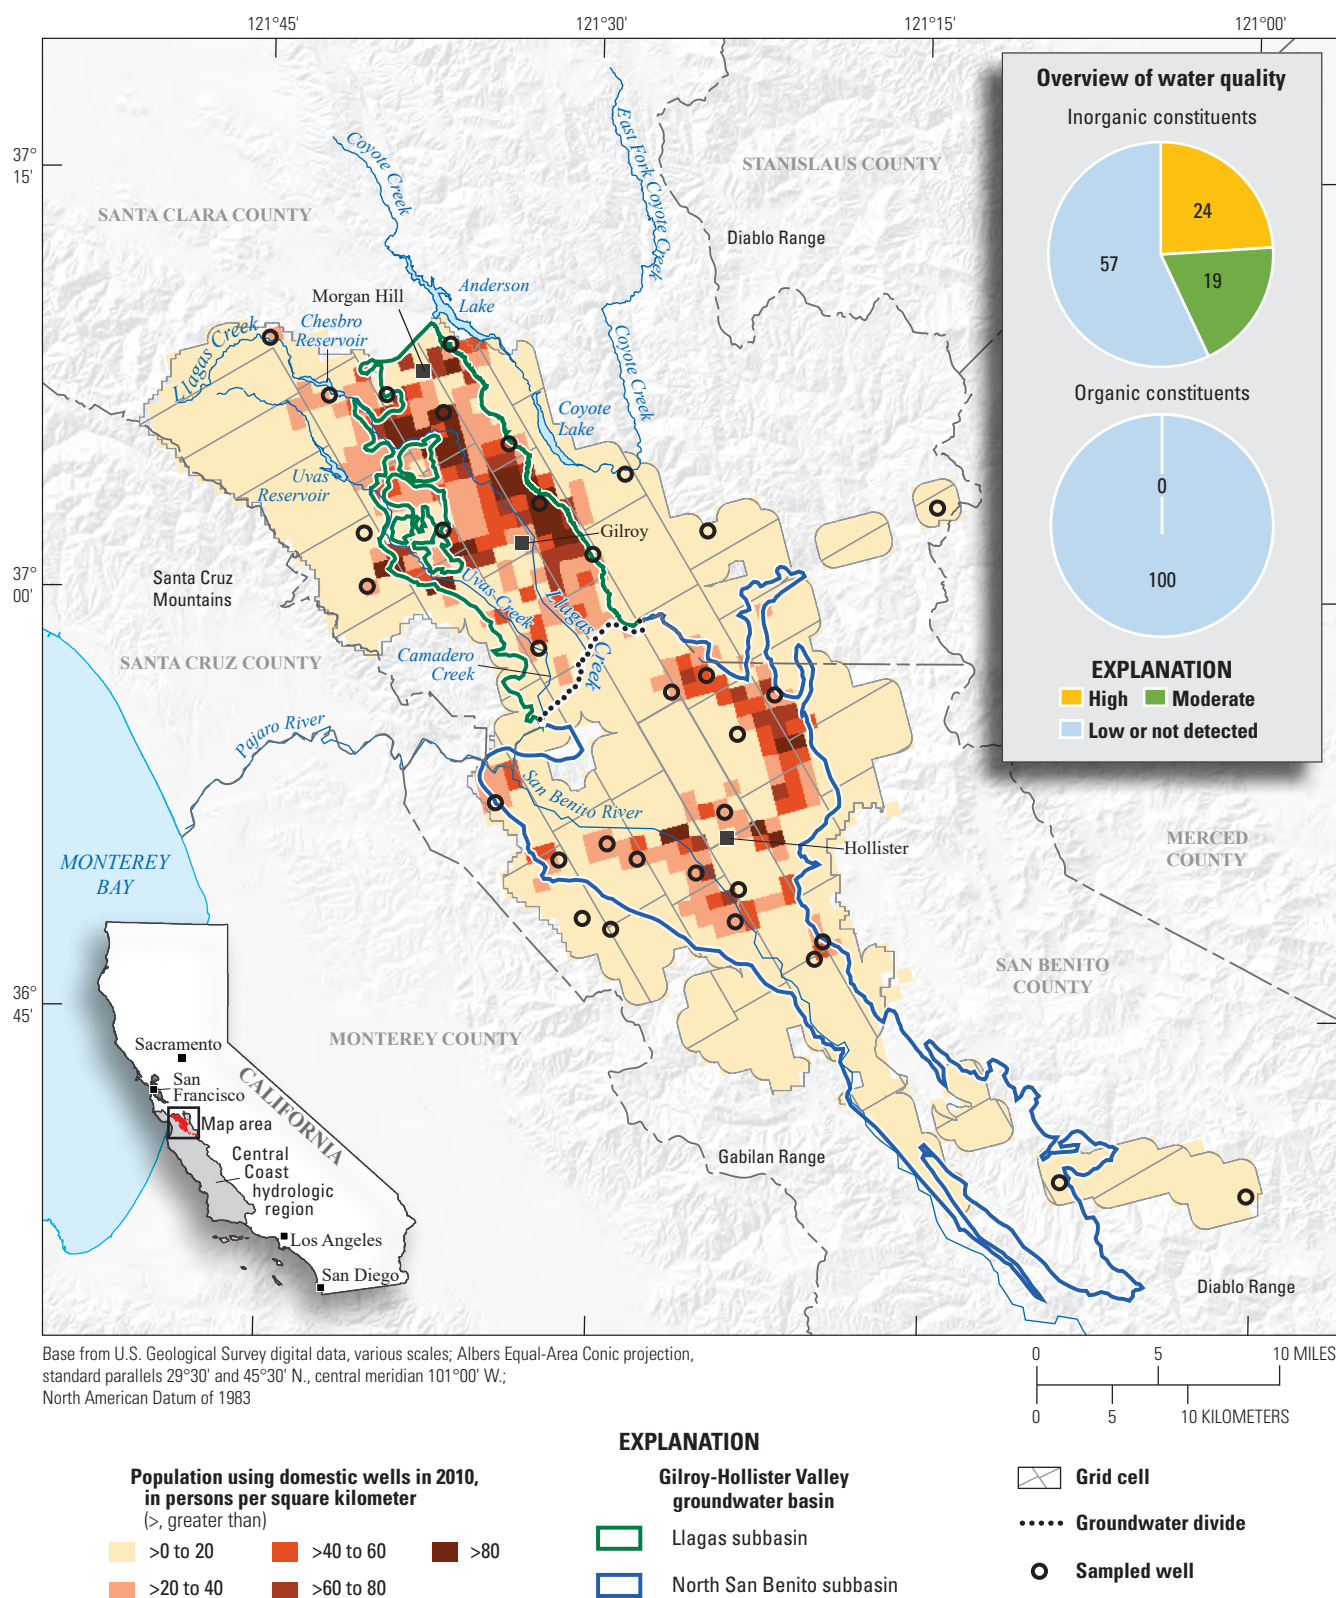 121°45'
121°30'
121°15'
121°00'
37°
15'
37°
00'
36°
45'
Overview of water quality
Inorganic constituents
24
57
19
Organic constituents
0
100
EXPLANATION
High
Moderate
Low or not detected
Coyote Creek
East Fork Coyote Creek
STANISLAUS COUNTY
SANTA CLARA COUNTY
Diablo Range
Morgan Hill
Anderson
Lake
Chesbro
Reservoir
Llagas Creek
Coyote Creek
Coyote
Lake
Uvas
Reservoir
Gilroy
Santa Cruz
Mountains
Uvas Creek
Llagas
Creek
SANTA CRUZ COUNTY
Camadero
Creek
Pajaro River
San Benito River
MONTEREY
BAY
Hollister
MERCED
COUNTY
SAN BENITO
COUNTY
MONTEREY COUNTY
Sacramento
San
Francisco
CALIFORNIA
Map area
Central
Coast
hydrologic
region
Los Angeles
San Diego
Gabilan Range
Diablo Range
Base from U.S. Geological Survey digital data, various scales; Albers Equal-Area Conic projection,
standard parallels 29°30' and 45°30' N., central meridian 101°00' W.;
North American Datum of 1983
0 5 10 MILES
0 5 10 KILOMETERS
EXPLANATION
Population using domestic wells in 2010,
in persons per square kilometer
(>, greater than)
>0 to 20
>40 to 60
>80
>20 to 40
>60 to 80
Gilroy-Hollister Valley
groundwater basin
Llagas subbasin
North San Benito subbasin
Grid cell
Groundwater divide
Sampled well